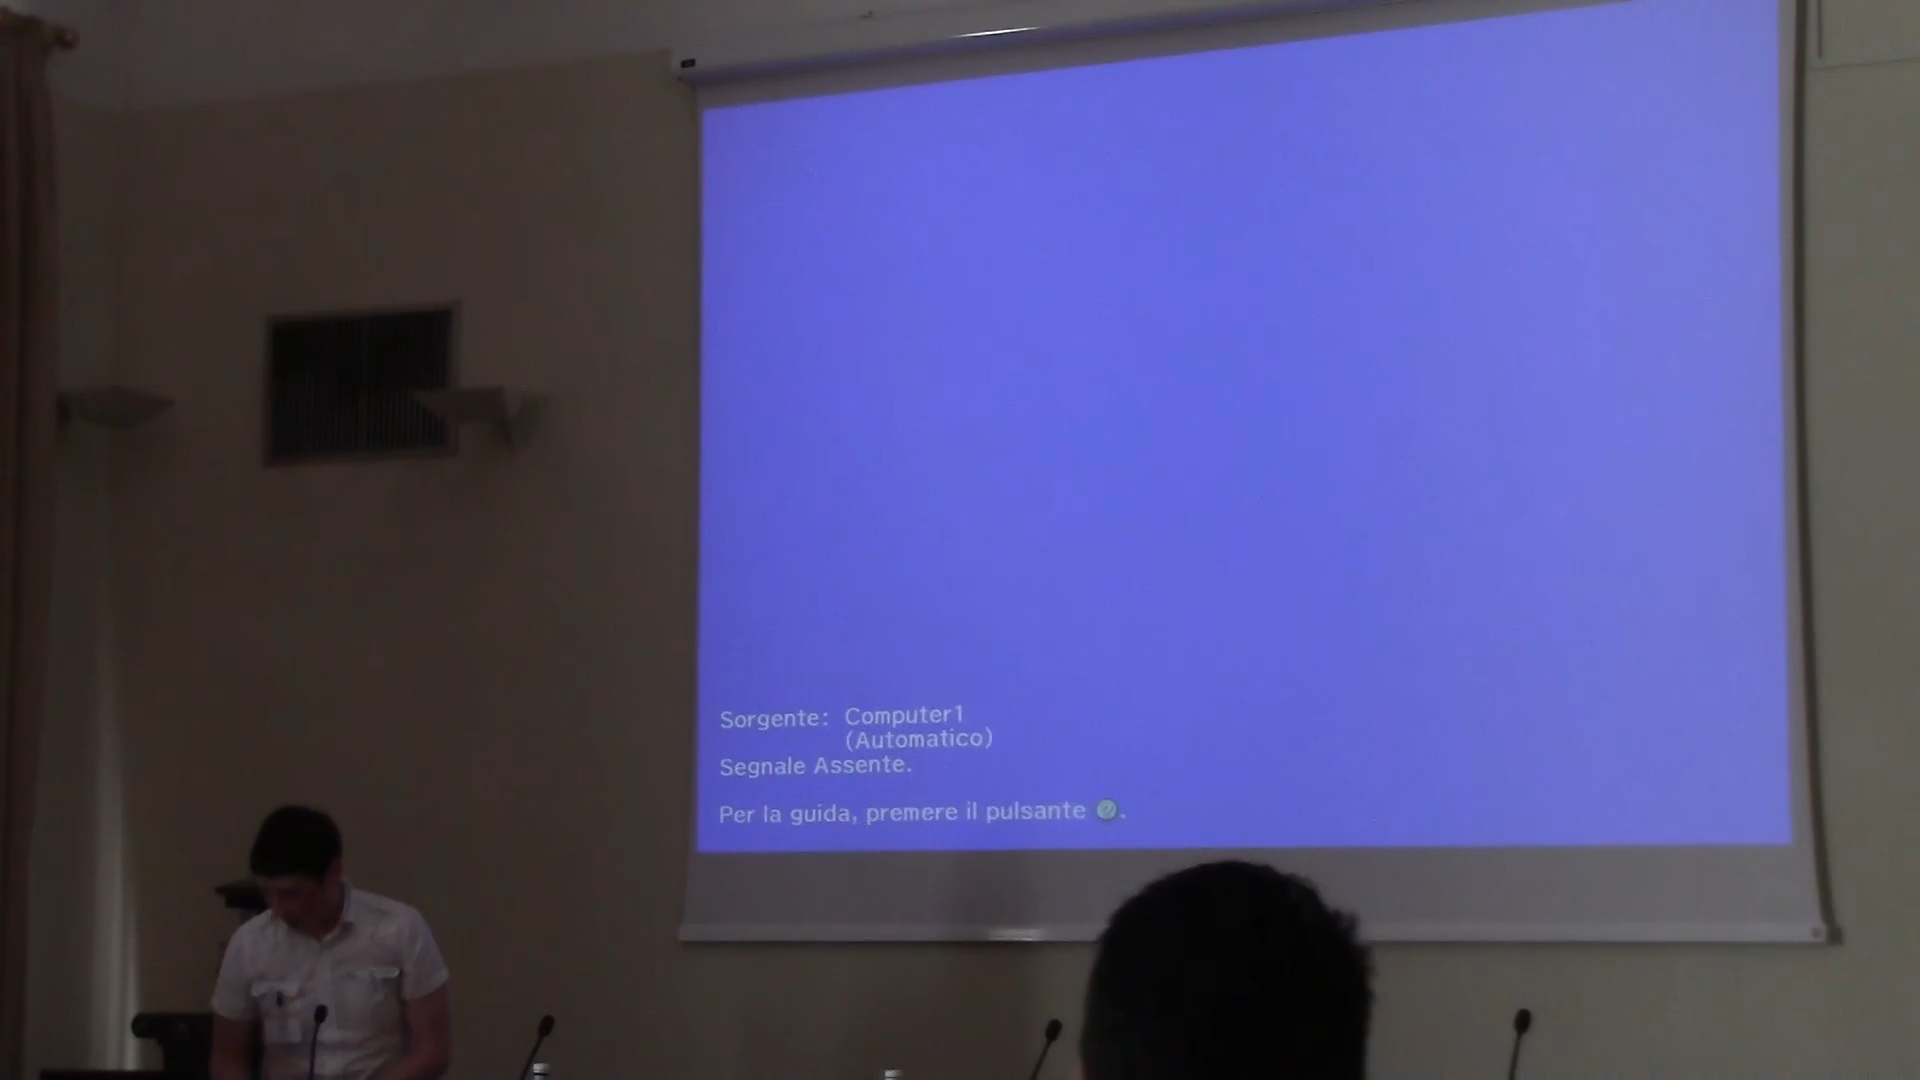 Sorgente: Computer1
(Automatico)
Segnale Assente.
Per la guida, premere il pulsante ?.